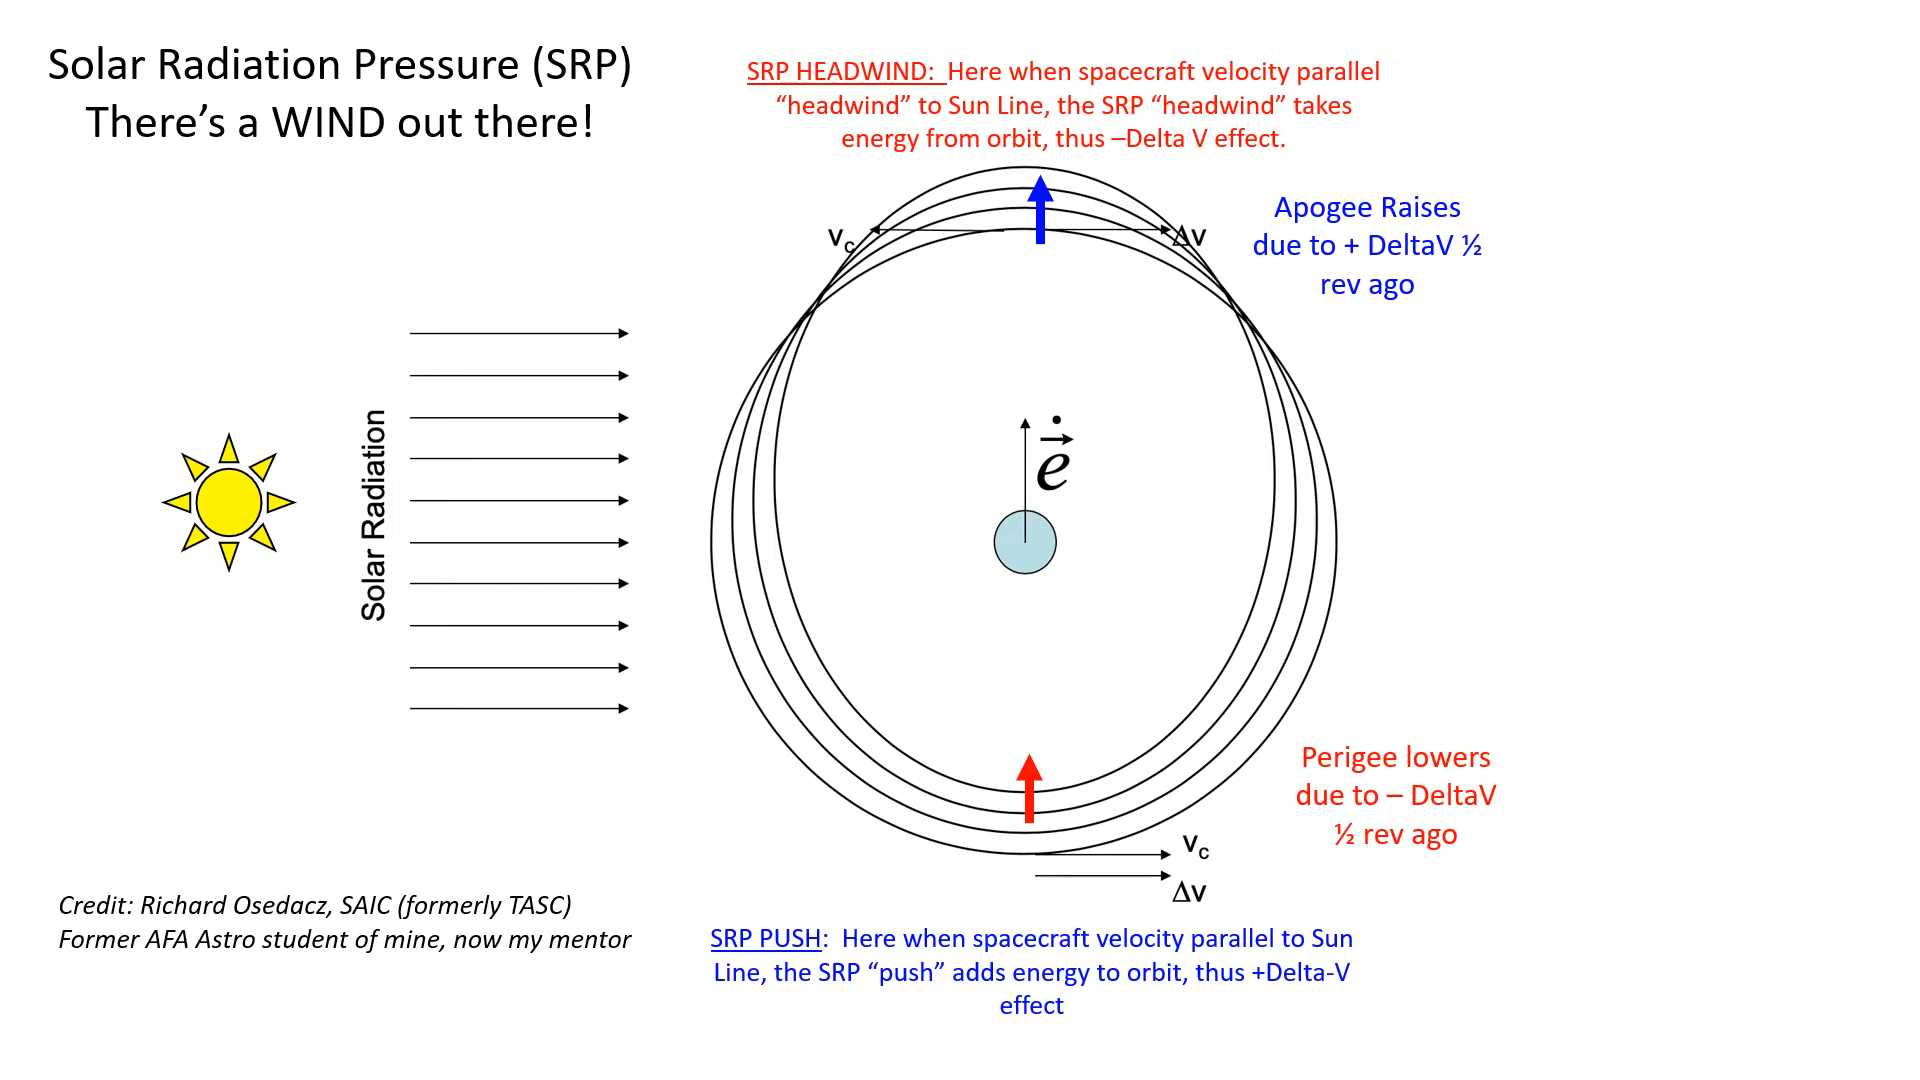 Solar Radiation Pressure (SRP)
There’s a WIND out there!
SRP HEADWIND: Here when spacecraft velocity parallel
“headwind” to Sun Line, the SRP “headwind” takes
energy from orbit, thus –Delta V effect.
Apogee Raises
due to + DeltaV ½
rev ago
vc
Δv
Solar Radiation
e
Perigee lowers
due to – DeltaV
½ rev ago
vc
Δv
Credit: Richard Osedacz, SAIC (formerly TASC)
Former AFA Astro student of mine, now my mentor
SRP PUSH: Here when spacecraft velocity parallel to Sun
Line, the SRP “push” adds energy to orbit, thus +Delta-V
effect